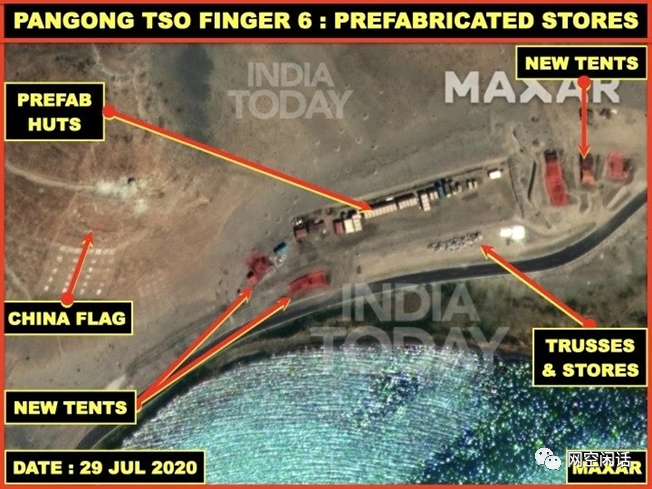 PANGONG TSO FINGER 6 : PREFABRICATED STORES
NEW TENTS
INDIA
TODAY
MAXAR
PREFAB
HUTS
CHINA FLAG
INDIA
TODAY
TRUSSES
& STORES
NEW TENTS
DATE : 29 JUL 2020
网空闲话
MAXAR